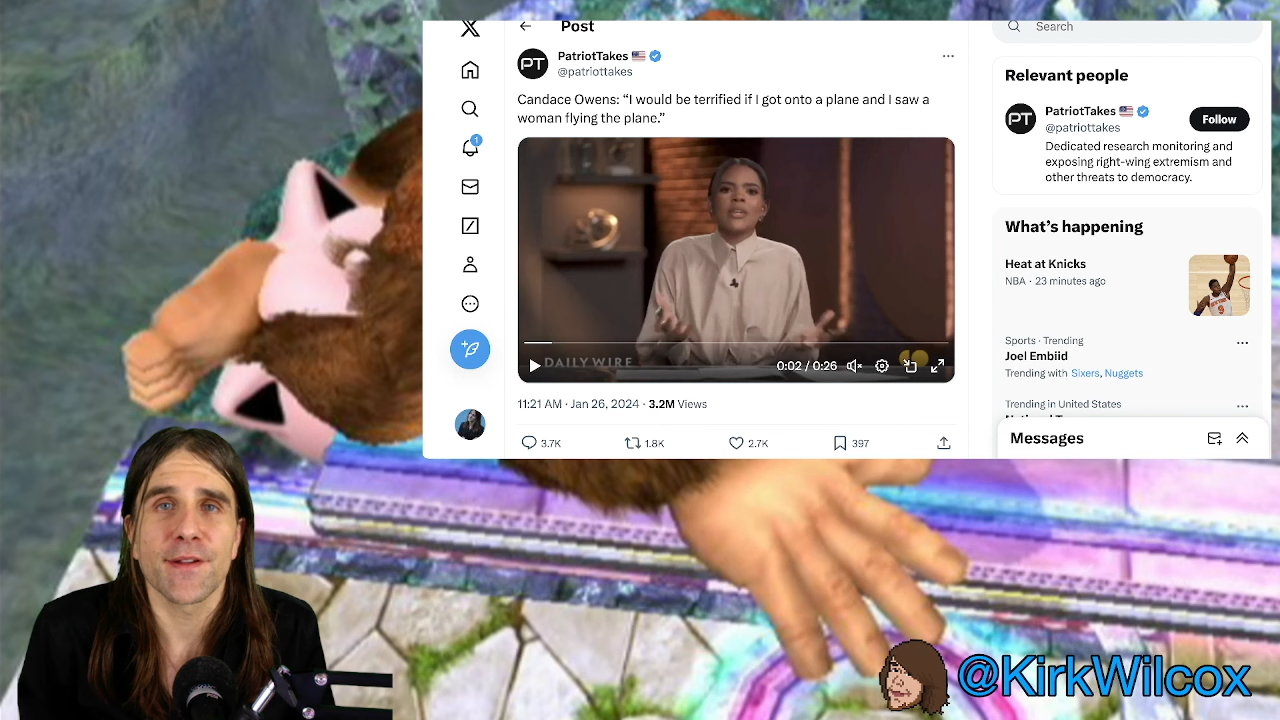 Post
Search
PatriotTakes
@patriottakes
PT
Candace Owens: “I would be terrified if I got onto a plane and I saw a
woman flying the plane.”
DAILY WIRE
0:02 / 0:26
11:21 AM · Jan 26, 2024 · 3.2M Views
3.7K 1.8K 2.7K 397
1
Relevant people
PT
PatriotTakes
@patriottakes
Follow
Dedicated research monitoring and
exposing right-wing extremism and
other threats to democracy.
What’s happening
Heat at Knicks
NBA · 23 minutes ago
Sports · Trending
Joel Embiid
Trending with Sixers, Nuggets
Trending in United States
Messages
@KirkWilcox